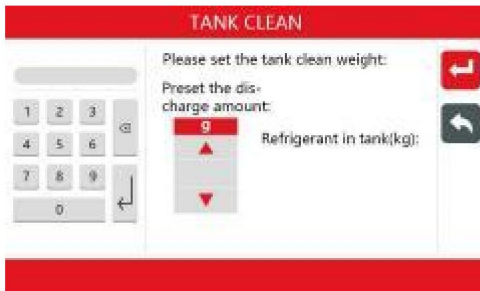 TANK CLEAN
Please set the tank clean weight:
Preset the dis-
charge amount:
g
Refrigerant in tank(kg):
1 2 3
4 5 6
7 8 9
0